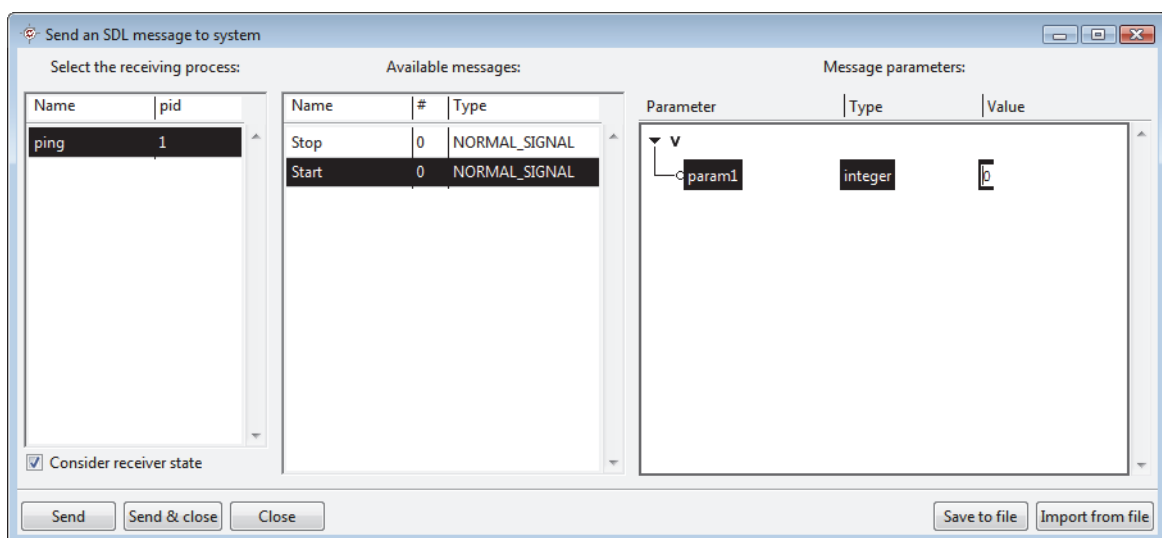 Send an SDL message to system
Select the receiving process: Available messages: Message parameters:
Name pid Name # Type Parameter Type Value
ping 1 Stop 0 NORMAL_SIGNAL V
Start 0 NORMAL_SIGNAL param1 integer 0
Consider receiver state
Send Send & close Close Save to file Import from file